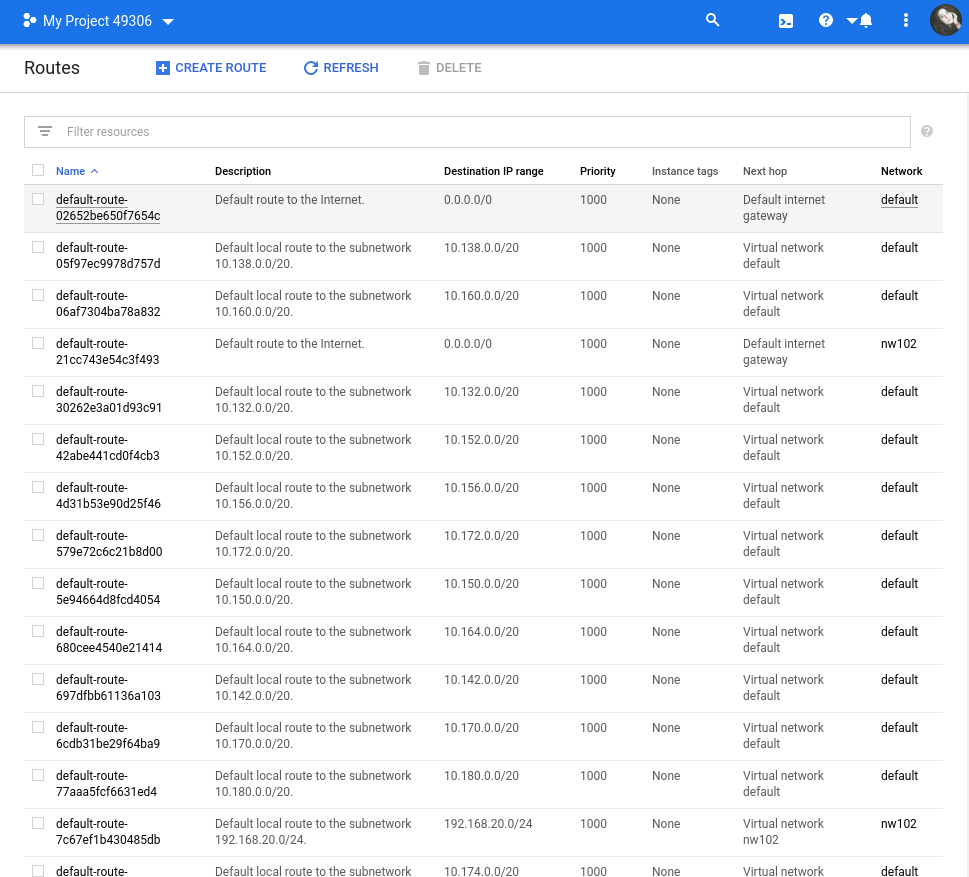 My Project 49306
Routes CREATE ROUTE REFRESH DELETE
Filter resources
Name Description Destination IP range Priority Instance tags Next hop Network
default-route- Default route to the Internet. 0.0.0.0/0 1000 None Default internet default
02652be650f7654c gateway
default-route- Default local route to the subnetwork 10.138.0.0/20 1000 None Virtual network default
05f97ec9978d757d 10.138.0.0/20. default
default-route- Default local route to the subnetwork 10.160.0.0/20 1000 None Virtual network default
06af7304ba78a832 10.160.0.0/20. default
default-route- Default route to the Internet. 0.0.0.0/0 1000 None Default internet nw102
21cc743e54c3f493 gateway
default-route- Default local route to the subnetwork 10.132.0.0/20 1000 None Virtual network default
30262e3a01d93c91 10.132.0.0/20. default
default-route- Default local route to the subnetwork 10.152.0.0/20 1000 None Virtual network default
42abe441cd0f4cb3 10.152.0.0/20. default
default-route- Default local route to the subnetwork 10.156.0.0/20 1000 None Virtual network default
4d31b53e90d25f46 10.156.0.0/20. default
default-route- Default local route to the subnetwork 10.172.0.0/20 1000 None Virtual network default
579e72c6c21b8d00 10.172.0.0/20. default
default-route- Default local route to the subnetwork 10.150.0.0/20 1000 None Virtual network default
5e94664d8fcd4054 10.150.0.0/20. default
default-route- Default local route to the subnetwork 10.164.0.0/20 1000 None Virtual network default
680cee4540e21414 10.164.0.0/20. default
default-route- Default local route to the subnetwork 10.142.0.0/20 1000 None Virtual network default
697dfbb61136a103 10.142.0.0/20. default
default-route- Default local route to the subnetwork 10.170.0.0/20 1000 None Virtual network default
6cdb31be29f64ba9 10.170.0.0/20. default
default-route- Default local route to the subnetwork 10.180.0.0/20 1000 None Virtual network default
77aaa5fcf6631ed4 10.180.0.0/20. default
default-route- Default local route to the subnetwork 192.168.20.0/24 1000 None Virtual network nw102
7c67ef1b430485db 192.168.20.0/24. nw102
default-route- Default local route to the subnetwork 10.174.0.0/20 1000 None Virtual network default